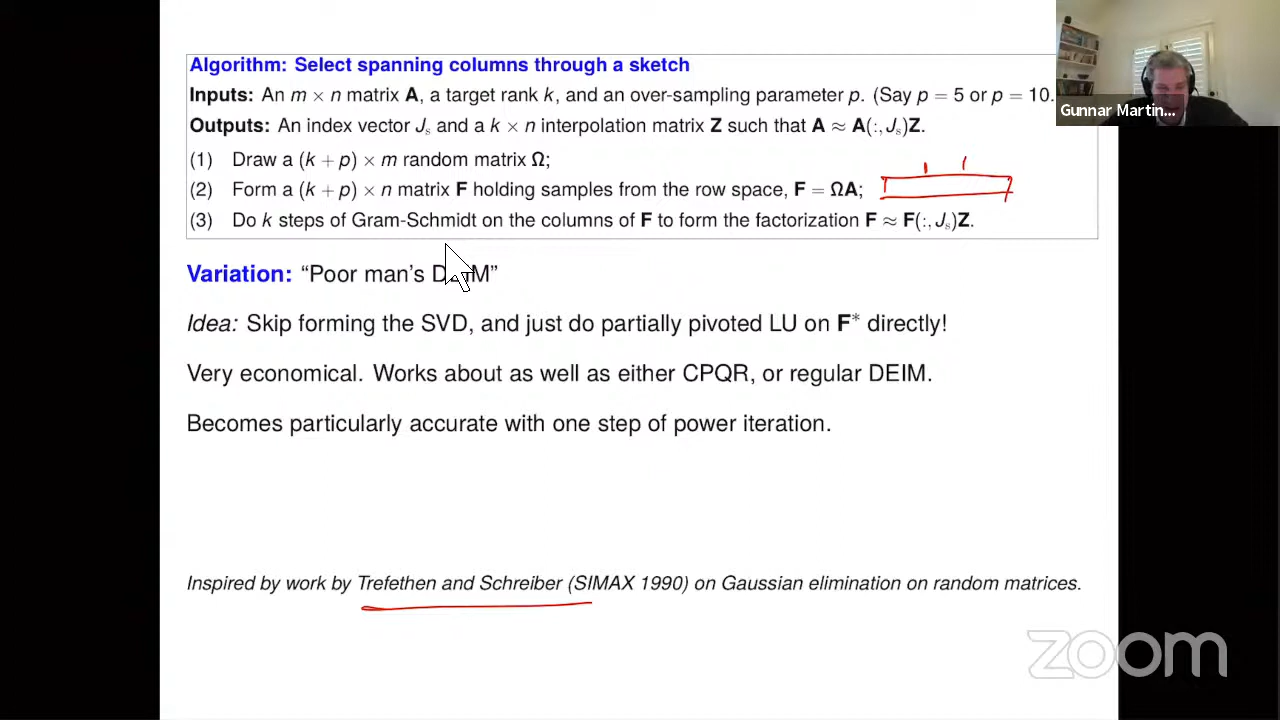 Algorithm: Select spanning columns through a sketch
Inputs: An m × n matrix A, a target rank k, and an over-sampling parameter p. (Say p = 5 or p = 10.
Gunnar Martin...
Outputs: An index vector Jₛ and a k × n interpolation matrix Z such that A ≈ A(:, Jₛ)Z.
(1) Draw a (k + p) × m random matrix Ω;
(2) Form a (k + p) × n matrix F holding samples from the row space, F = ΩA;
(3) Do k steps of Gram-Schmidt on the columns of F to form the factorization F ≈ F(:, Jₛ)Z.
Variation: “Poor man’s DEIM”
Idea: Skip forming the SVD, and just do partially pivoted LU on F* directly!
Very economical. Works about as well as either CPQR, or regular DEIM.
Becomes particularly accurate with one step of power iteration.
Inspired by work by Trefethen and Schreiber (SIMAX 1990) on Gaussian elimination on random matrices.
zoom